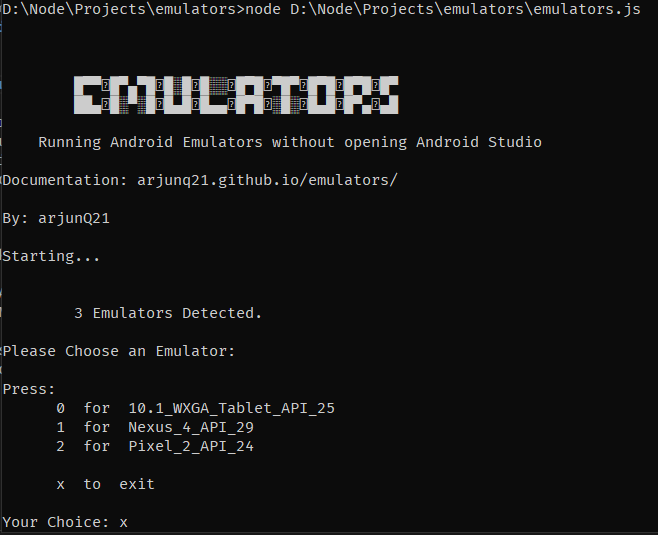 D:\Node\Projects\emulators>node D:\Node\Projects\emulators\emulators.js
EMULATORS
Running Android Emulators without opening Android Studio
Documentation: arjunq21.github.io/emulators/
By: arjunQ21
Starting...
3 Emulators Detected.
Please Choose an Emulator:
Press:
0 for 10.1_WXGA_Tablet_API_25
1 for Nexus_4_API_29
2 for Pixel_2_API_24
x to exit
Your Choice: x